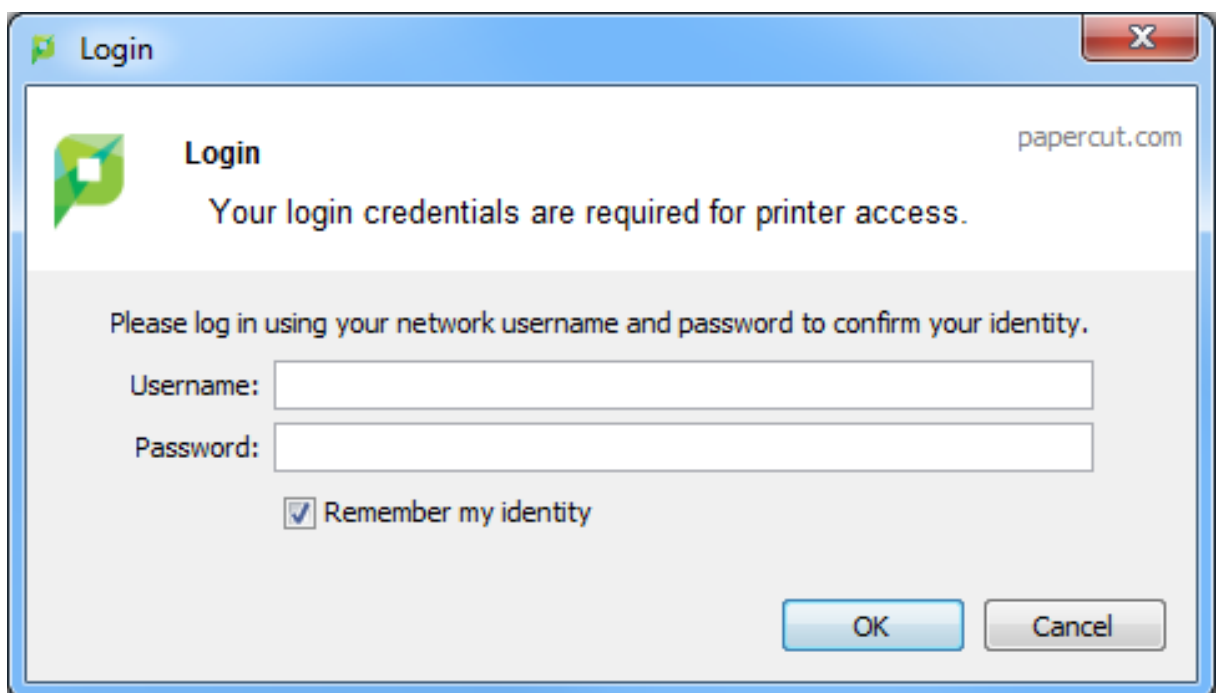 Login
papercut.com
Login
Your login credentials are required for printer access.
Please log in using your network username and password to confirm your identity.
Username:
Password:
Remember my identity
OK Cancel